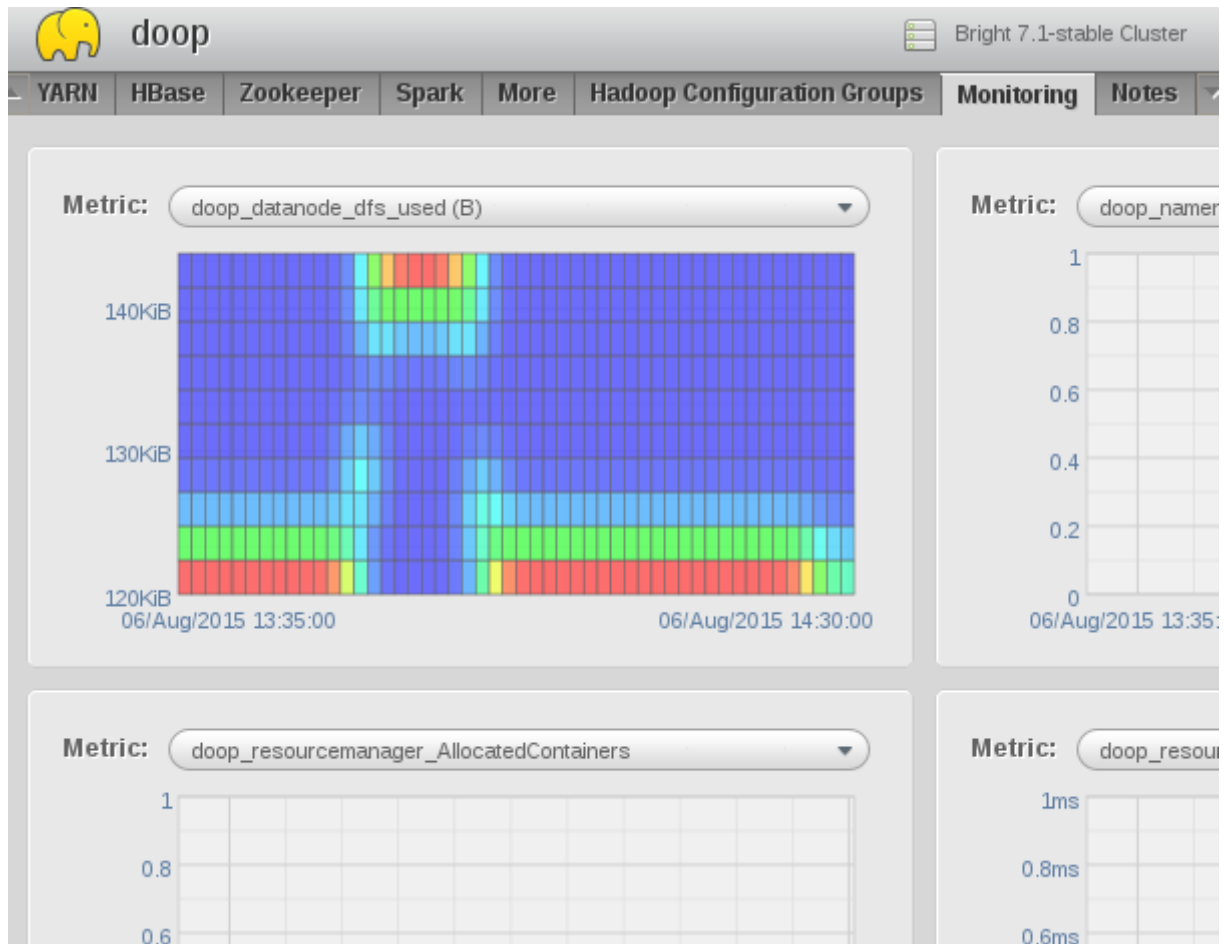 doop
Bright 7.1-stable Cluster
YARN HBase Zookeeper Spark More Hadoop Configuration Groups Monitoring Notes
Metric: doop_datanode_dfs_used (B)
140KiB
130KiB
120KiB
06/Aug/2015 13:35:00 06/Aug/2015 14:30:00
Metric: doop_namer
1
0.8
0.6
0.4
0.2
0
06/Aug/2015 13:35:
Metric: doop_resourcemanager_AllocatedContainers
1
0.8
0.6
Metric: doop_resour
1ms
0.8ms
0.6ms